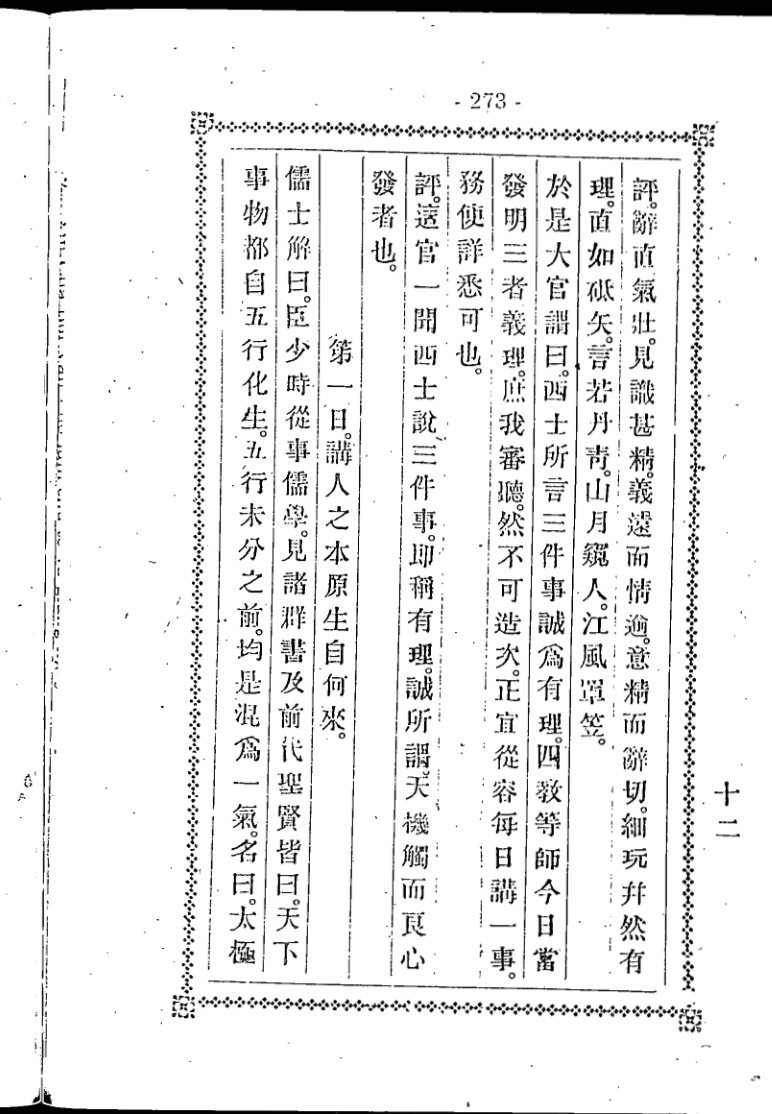 - 273 -
十二
評。辭直氣壯。見識甚精。義遠而情逾。意精而辭切。細玩井然有
理。直如砥矢。言若丹青。山月窺人。江風罩笠。
於是大官謂曰。西士所言三件事誠爲有理。四教等師今日當
發明三者義理。庶我審聽。然不可造次。正宜從容每日講一事。
務使詳悉可也。
評。這官一聞西士說三件事。即稱有理。誠所謂天機觸而良心
發者也。
第一日。講人之本原生自何來。
儒士解曰。臣少時從事儒學。見諸群書及前代聖賢皆曰。天下
事物都自五行化生。五行未分之前。均是混爲一氣。名曰。太極